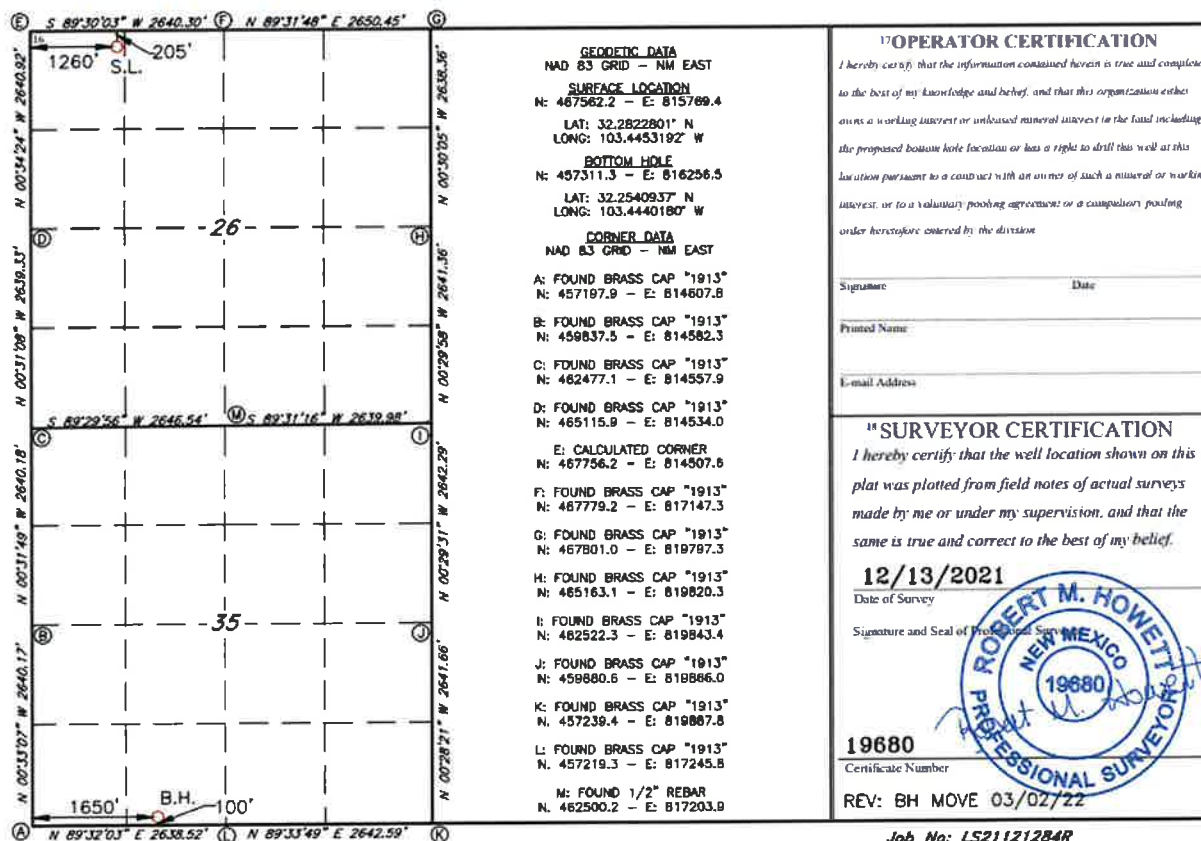 Ⓔ S 89'30'03" W 2640.30' Ⓕ N 89'31'48" E 2650.45' Ⓖ
16
1260'
205'
S.L.
N 00'34'24" W 2640.92'
N 00'30'05" W 2638.36'
26
Ⓓ
Ⓗ
N 00'31'08" W 2639.33'
N 00'29'58" W 2641.36'
S 89'29'56" W 2646.54' Ⓜ S 89'31'16" W 2639.98'
Ⓒ
Ⓘ
N 00'31'49" W 2640.18'
N 00'29'31" W 2642.29'
35
Ⓑ
Ⓙ
N 00'33'07" W 2640.17'
N 00'28'21" W 2641.66'
1650'
B.H.
100'
Ⓐ N 89'32'03" E 2638.52' Ⓛ N 89'33'49" E 2642.59' Ⓚ
GEODETIC DATA
NAD 83 GRID - NM EAST
SURFACE LOCATION
N: 467562.2 - E: 815769.4
LAT: 32.2822801° N
LONG: 103.4453192° W
BOTTOM HOLE
N: 457311.3 - E: 816256.5
LAT: 32.2540937° N
LONG: 103.4440180° W
CORNER DATA
NAD 83 GRID - NM EAST
A: FOUND BRASS CAP "1913"
N: 457197.9 - E: 814607.8
B: FOUND BRASS CAP "1913"
N: 459837.5 - E: 814582.3
C: FOUND BRASS CAP "1913"
N: 462477.1 - E: 814557.9
D: FOUND BRASS CAP "1913"
N: 465115.9 - E: 814534.0
E: CALCULATED CORNER
N: 467756.2 - E: 814507.6
F: FOUND BRASS CAP "1913"
N: 467779.2 - E: 817147.3
G: FOUND BRASS CAP "1913"
N: 467801.0 - E: 819797.3
H: FOUND BRASS CAP "1913"
N: 465163.1 - E: 819820.3
I: FOUND BRASS CAP "1913"
N: 462522.3 - E: 819843.4
J: FOUND BRASS CAP "1913"
N: 459880.6 - E: 819866.0
K: FOUND BRASS CAP "1913"
N. 457239.4 - E: 819887.8
L: FOUND BRASS CAP "1913"
N. 457219.3 - E: 817245.8
M: FOUND 1/2" REBAR
N. 462500.2 - E: 817203.9
17 OPERATOR CERTIFICATION
I hereby certify that the information contained herein is true and complete
to the best of my knowledge and belief, and that this organization either
owns a working interest or unleased mineral interest in the land including
the proposed bottom hole location or has a right to drill this well at this
location pursuant to a contract with an owner of such a mineral or working
interest, or to a voluntary pooling agreement or a compulsory pooling
order heretofore entered by the division
Signature Date
Printed Name
E-mail Address
18 SURVEYOR CERTIFICATION
I hereby certify that the well location shown on this
plat was plotted from field notes of actual surveys
made by me or under my supervision, and that the
same is true and correct to the best of my belief.
12/13/2021
Date of Survey
Signature and Seal of Professional Surveyor
ROBERT M. HOWETT
NEW MEXICO
19680
PROFESSIONAL SURVEYOR
Robert M. Howett
19680
Certificate Number
REV: BH MOVE 03/02/22
Job No: LS21121284R